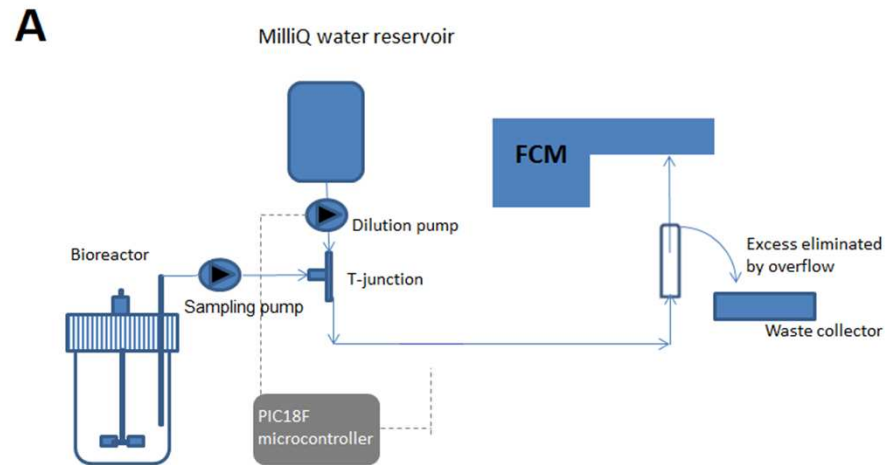 A
MilliQ water reservoir
FCM
Dilution pump
Bioreactor
T-junction
Excess eliminated
by overflow
Sampling pump
Waste collector
PIC18F
microcontroller